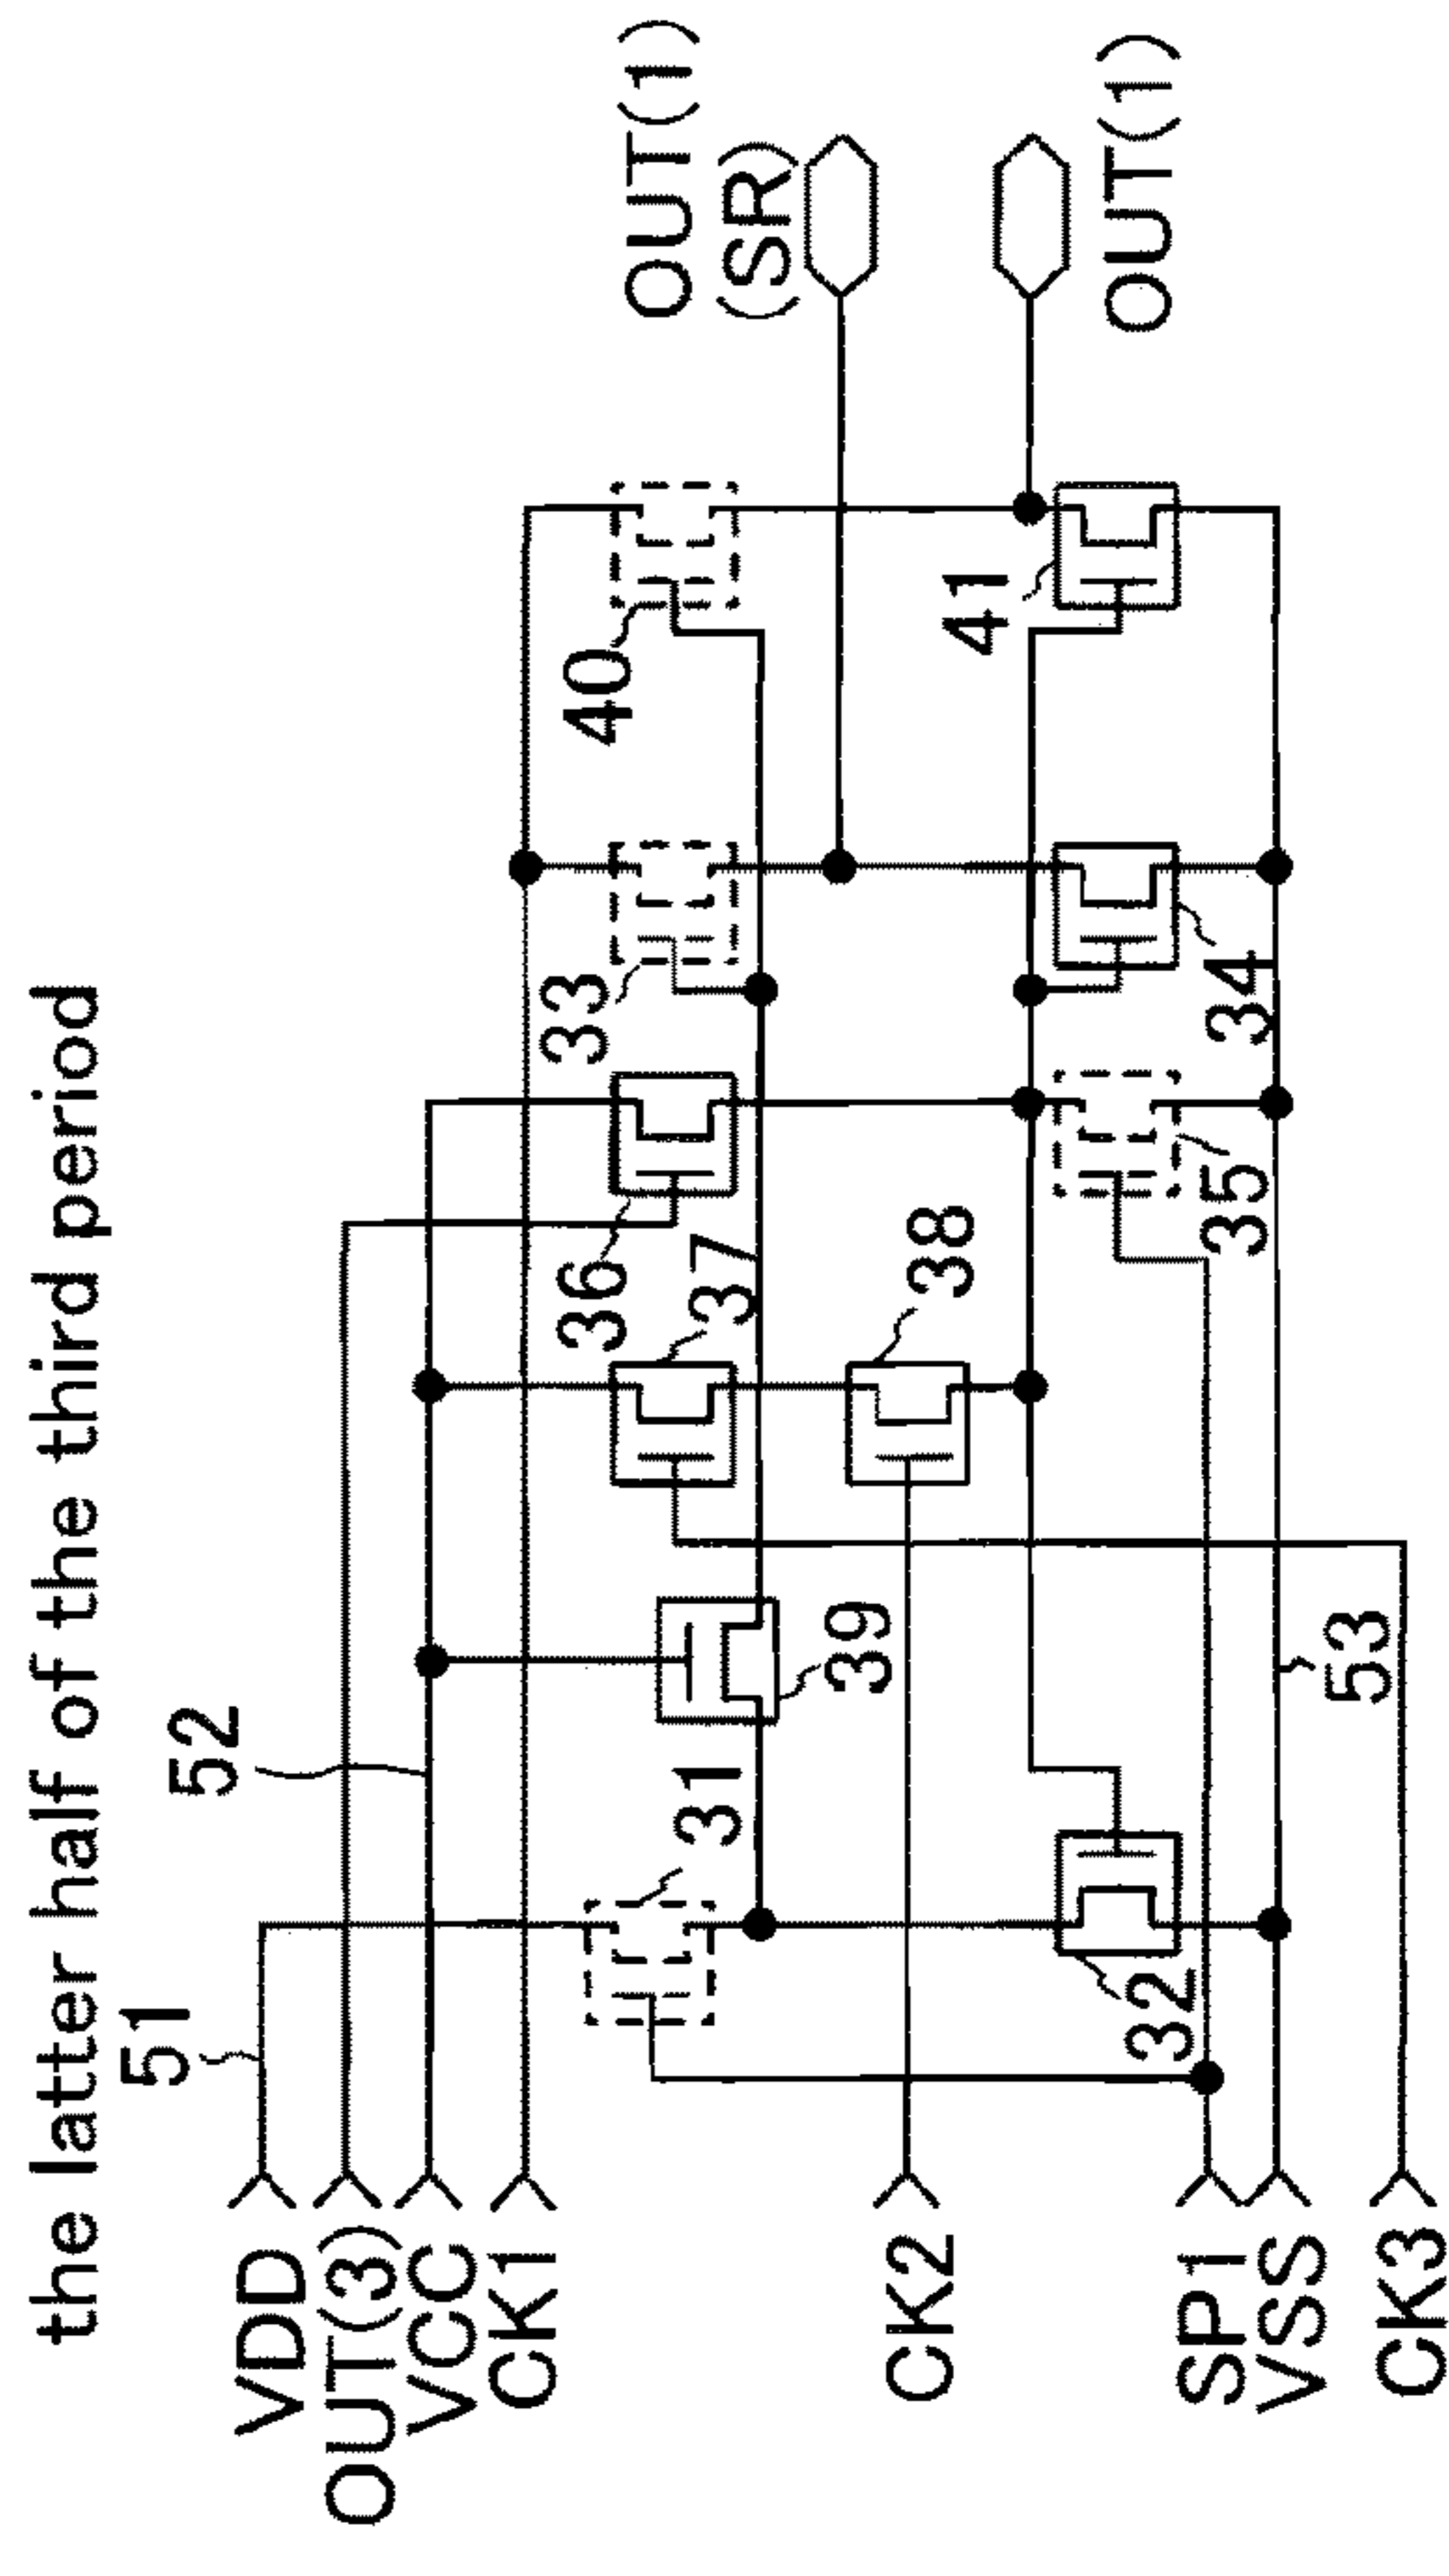 the latter half of the third period
51
52
VDD
OUT(3)
VCC
CK1
CK2
SP1
VSS
CK3
31
32
39
53
37
38
36
35
33
34
40
41
OUT(1)
(SR)
OUT(1)